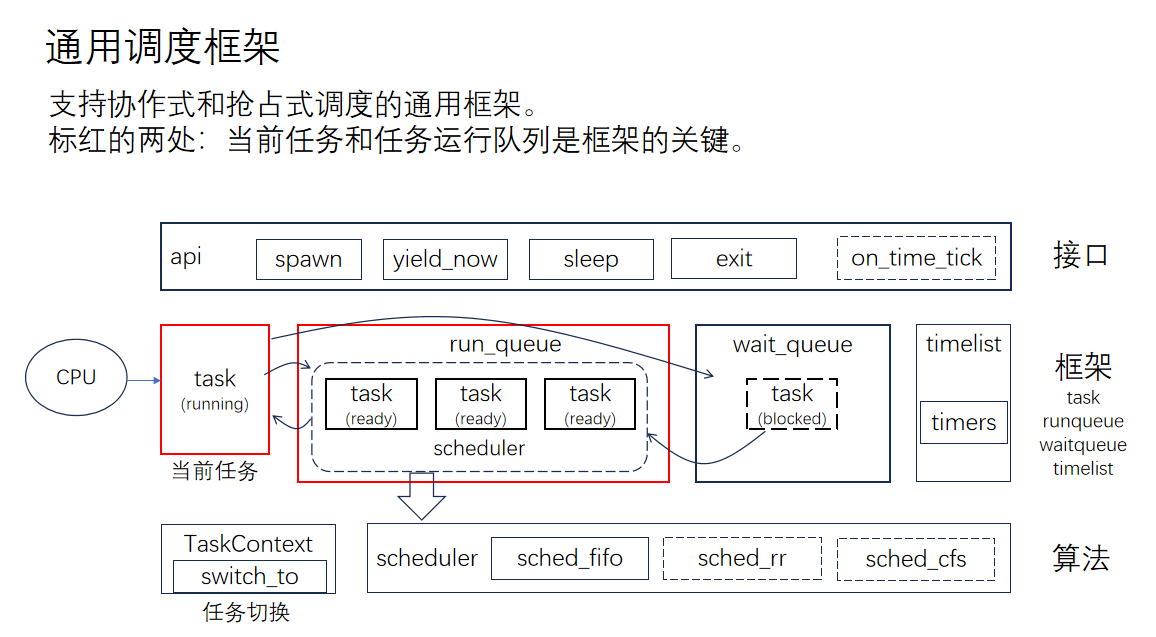 通用调度框架
支持协作式和抢占式调度的通用框架。
标红的两处：当前任务和任务运行队列是框架的关键。
api
spawn
yield_now
sleep
exit
on_time_tick
接口
CPU
task
(running)
当前任务
run_queue
task
(ready)
task
(ready)
task
(ready)
scheduler
wait_queue
task
(blocked)
timelist
timers
框架
task
runqueue
waitqueue
timelist
TaskContext
switch_to
任务切换
scheduler
sched_fifo
sched_rr
sched_cfs
算法